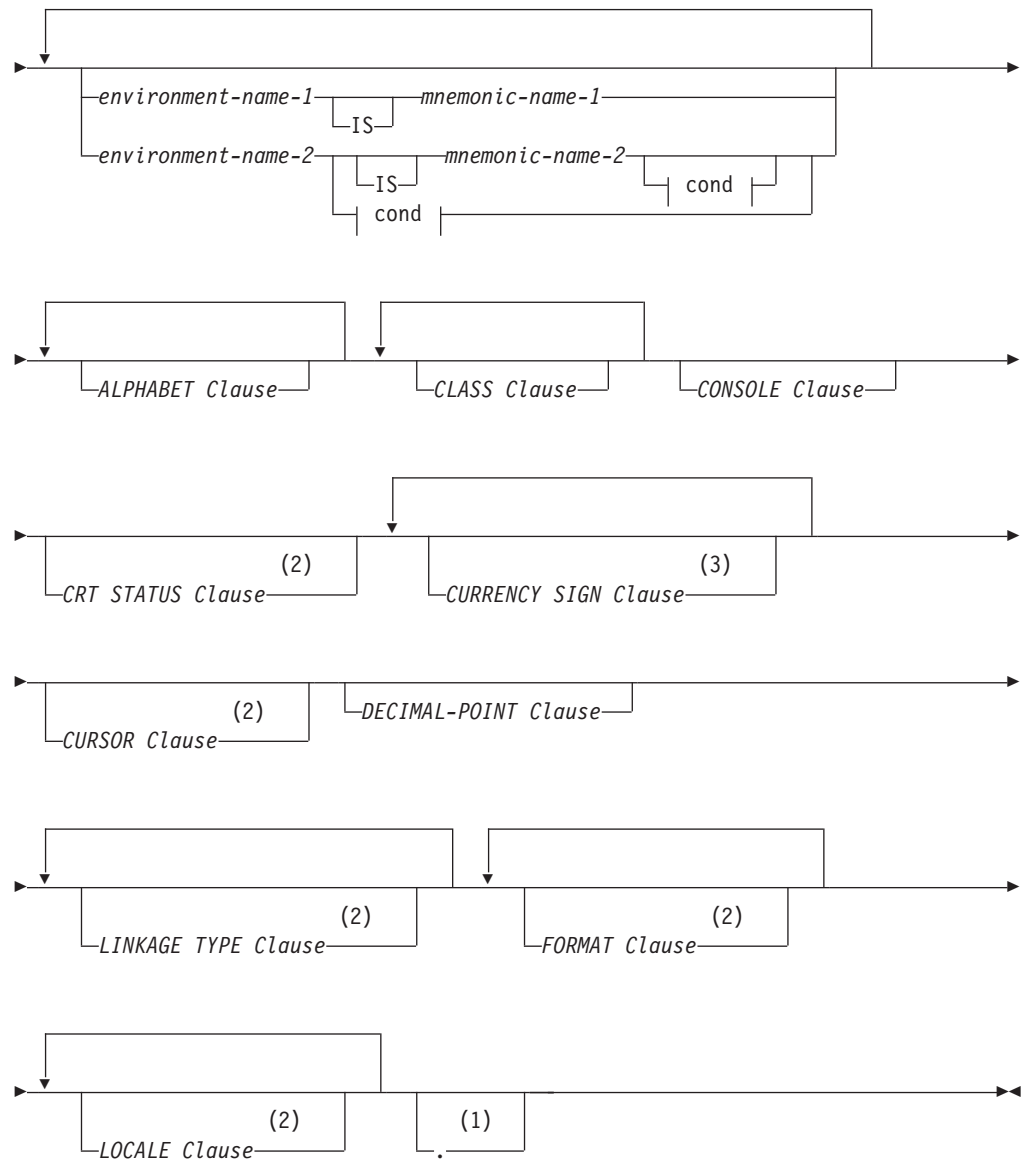 environment-name-1 IS mnemonic-name-1
environment-name-2 IS mnemonic-name-2 cond
cond
ALPHABET Clause CLASS Clause CONSOLE Clause
(2) (3)
CRT STATUS Clause CURRENCY SIGN Clause
(2) DECIMAL-POINT Clause
CURSOR Clause
(2) (2)
LINKAGE TYPE Clause FORMAT Clause
(2) (1)
LOCALE Clause .